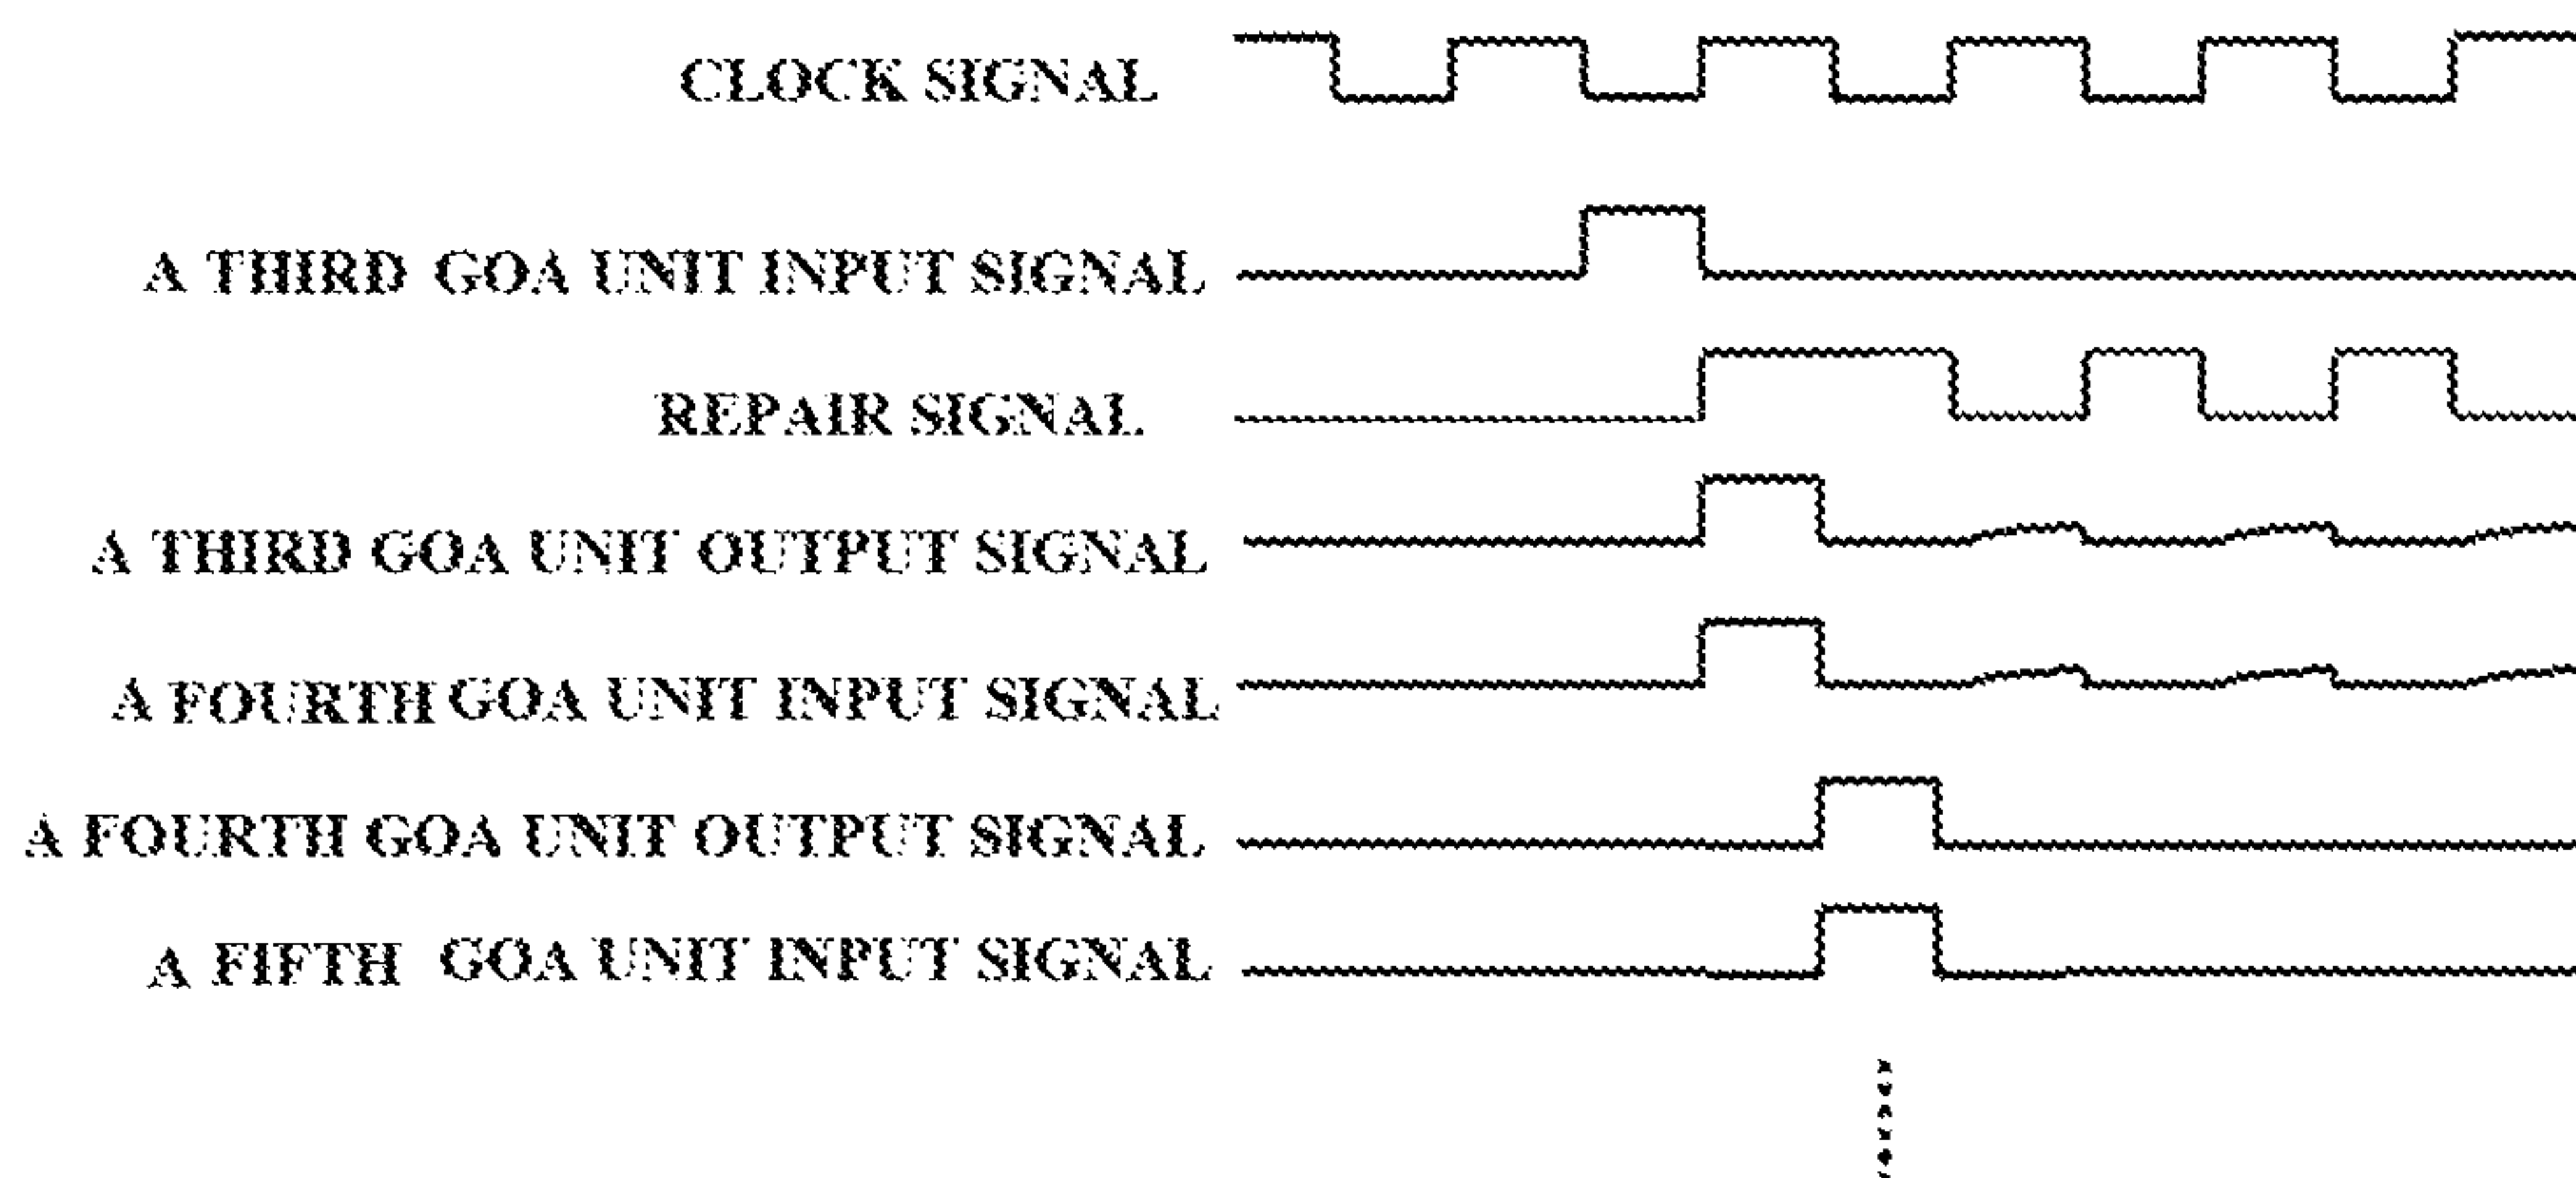 CLOCK SIGNAL
A THIRD GOA UNIT INPUT SIGNAL
REPAIR SIGNAL
A THIRD GOA UNIT OUTPUT SIGNAL
A FOURTH GOA UNIT INPUT SIGNAL
A FOURTH GOA UNIT OUTPUT SIGNAL
A FIFTH GOA UNIT INPUT SIGNAL